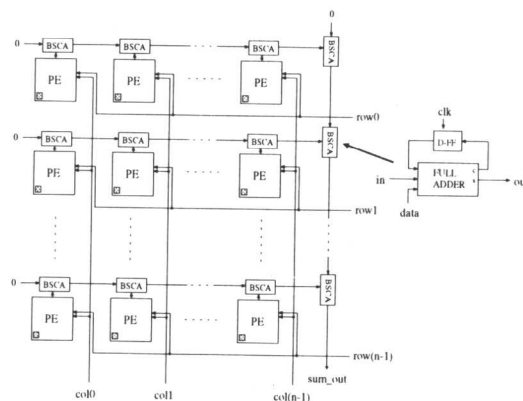 0
0 BSCA BSCA BSCA BSCA
PE PE PE
row0
clk
0 BSCA BSCA BSCA BSCA
D-FF
PE PE PE
in FULL ADDER c s
data
row1
0 BSCA BSCA BSCA BSCA
PE PE PE
row(n-1)
col0 col1 col(n-1) sum_out